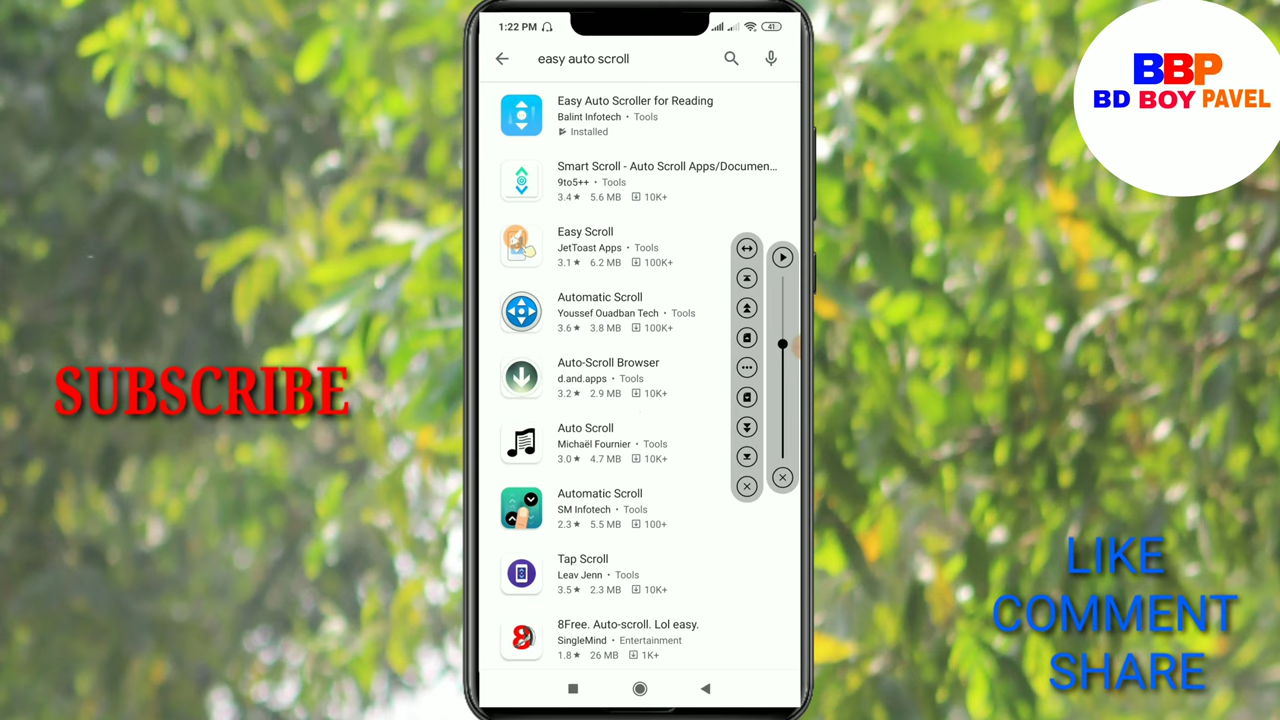 1:22 PM
41
easy auto scroll
Easy Auto Scroller for Reading
Balint Infotech • Tools
Installed
Smart Scroll - Auto Scroll Apps/Documen...
9to5++ • Tools
3.4★ 5.6 MB 10K+
Easy Scroll
JetToast Apps • Tools
3.1★ 6.2 MB 100K+
Automatic Scroll
Youssef Ouadban Tech • Tools
3.6★ 3.8 MB 100K+
Auto-Scroll Browser
d.and.apps • Tools
3.2★ 2.9 MB 10K+
Auto Scroll
Michaël Fournier • Tools
3.0★ 4.7 MB 10K+
Automatic Scroll
SM Infotech • Tools
2.3★ 5.5 MB 100+
Tap Scroll
Leav Jenn • Tools
3.5★ 2.3 MB 10K+
8Free. Auto-scroll. Lol easy.
SingleMind • Entertainment
1.8★ 26 MB 1K+
BBP
BD BOY PAVEL
SUBSCRIBE
LIKE
COMMENT
SHARE